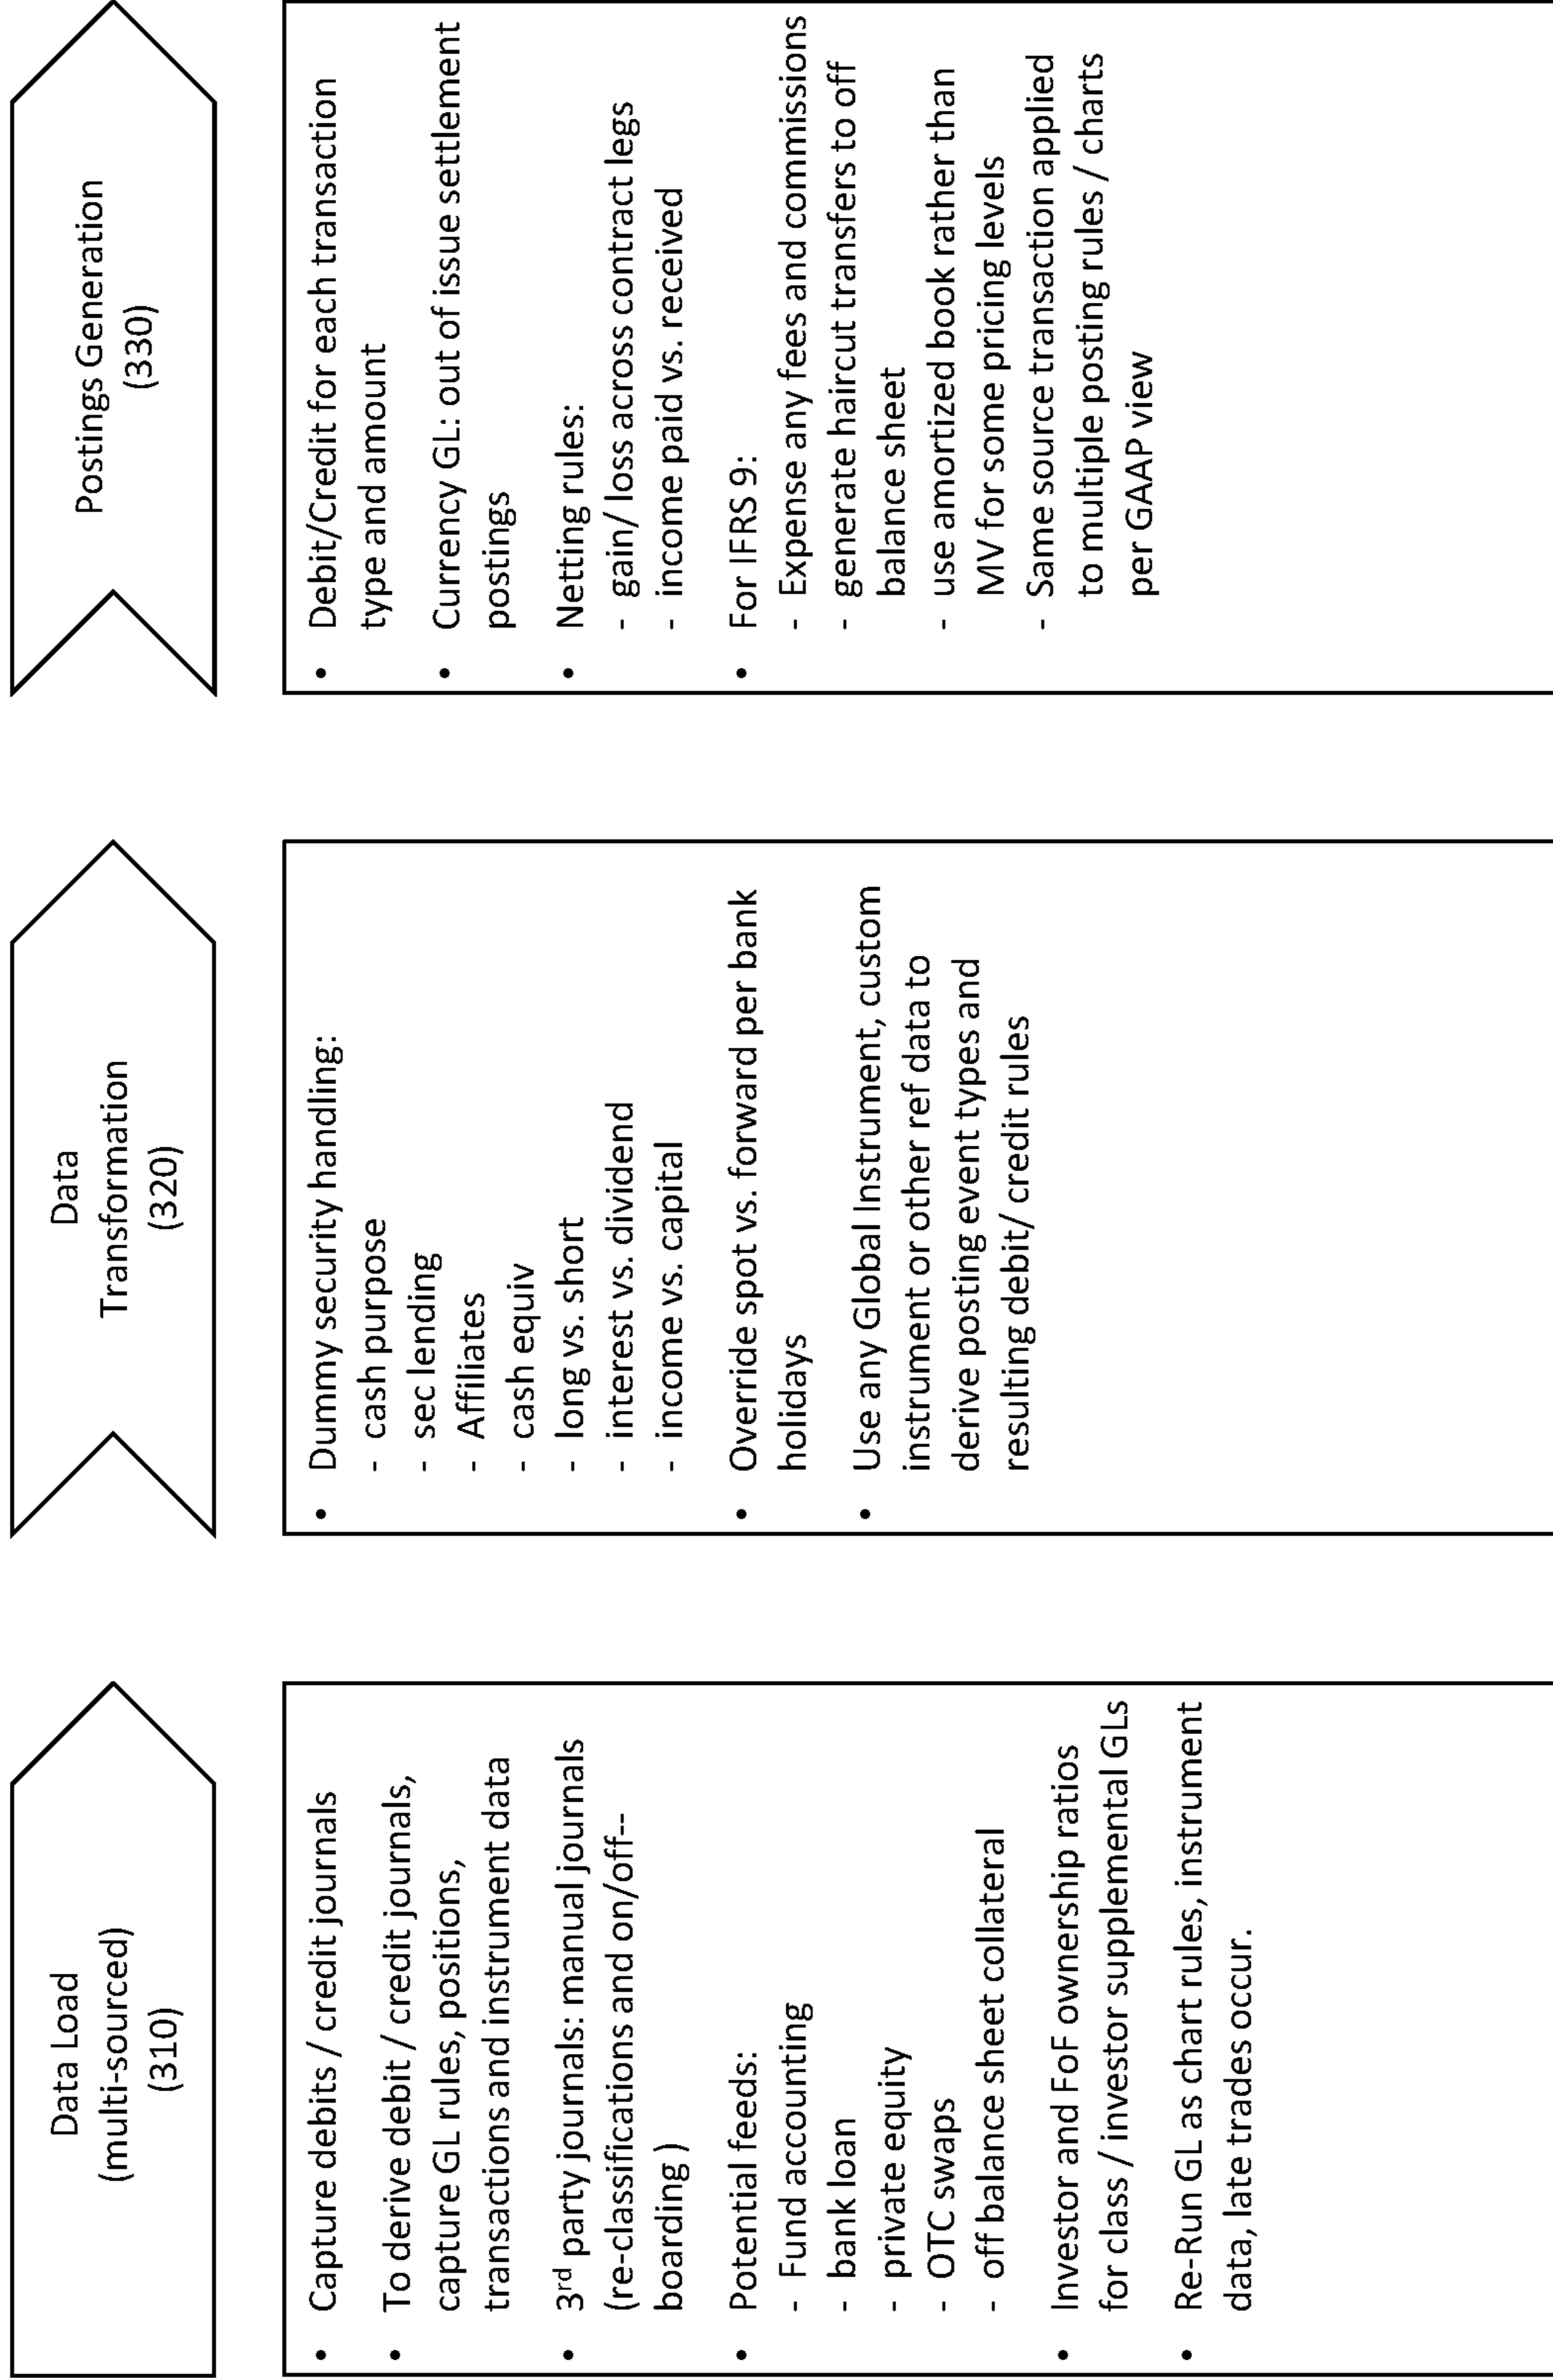 Data Load
(multi-sourced)
(310)
• Capture debits / credit journals
• To derive debit / credit journals,
capture GL rules, positions,
transactions and instrument data
• 3rd party journals: manual journals
(re-classifications and on/off--
boarding )
• Potential feeds:
- Fund accounting
- bank loan
- private equity
- OTC swaps
- off balance sheet collateral
• Investor and FoF ownership ratios
for class / investor supplemental GLs
• Re-Run GL as chart rules, instrument
data, late trades occur.
Data
Transformation
(320)
• Dummy security handling:
- cash purpose
- sec lending
- Affiliates
- cash equiv
- long vs. short
- interest vs. dividend
- income vs. capital
• Override spot vs. forward per bank
holidays
• Use any Global Instrument, custom
instrument or other ref data to
derive posting event types and
resulting debit/ credit rules
Postings Generation
(330)
• Debit/Credit for each transaction
type and amount
• Currency GL: out of issue settlement
postings
• Netting rules:
- gain/ loss across contract legs
- income paid vs. received
• For IFRS 9:
- Expense any fees and commissions
- generate haircut transfers to off
balance sheet
- use amortized book rather than
MV for some pricing levels
- Same source transaction applied
to multiple posting rules / charts
per GAAP view